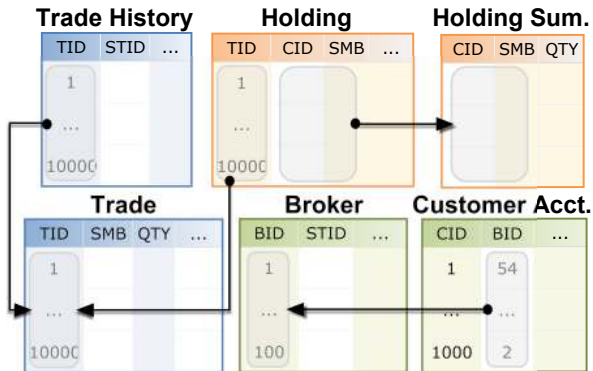 Trade History
TID STID ...
1
...
10000
Holding
TID CID SMB ...
1
...
10000
Holding Sum.
CID SMB QTY
Trade
TID SMB QTY ...
1
...
10000
Broker
BID STID ...
1
...
100
Customer Acct.
CID BID ...
1 54
... ...
1000 2